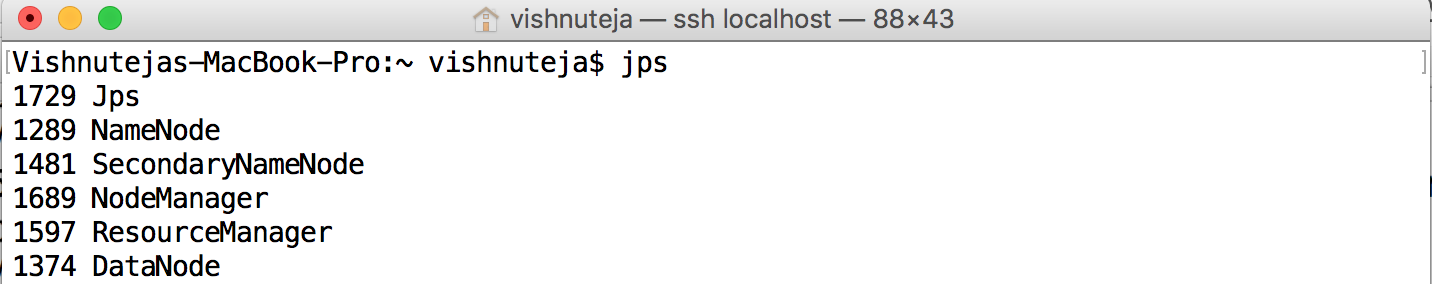 vishnuteja — ssh localhost — 88×43
[Vishnutejas-MacBook-Pro:~ vishnuteja$ jps ]
1729 Jps
1289 NameNode
1481 SecondaryNameNode
1689 NodeManager
1597 ResourceManager
1374 DataNode